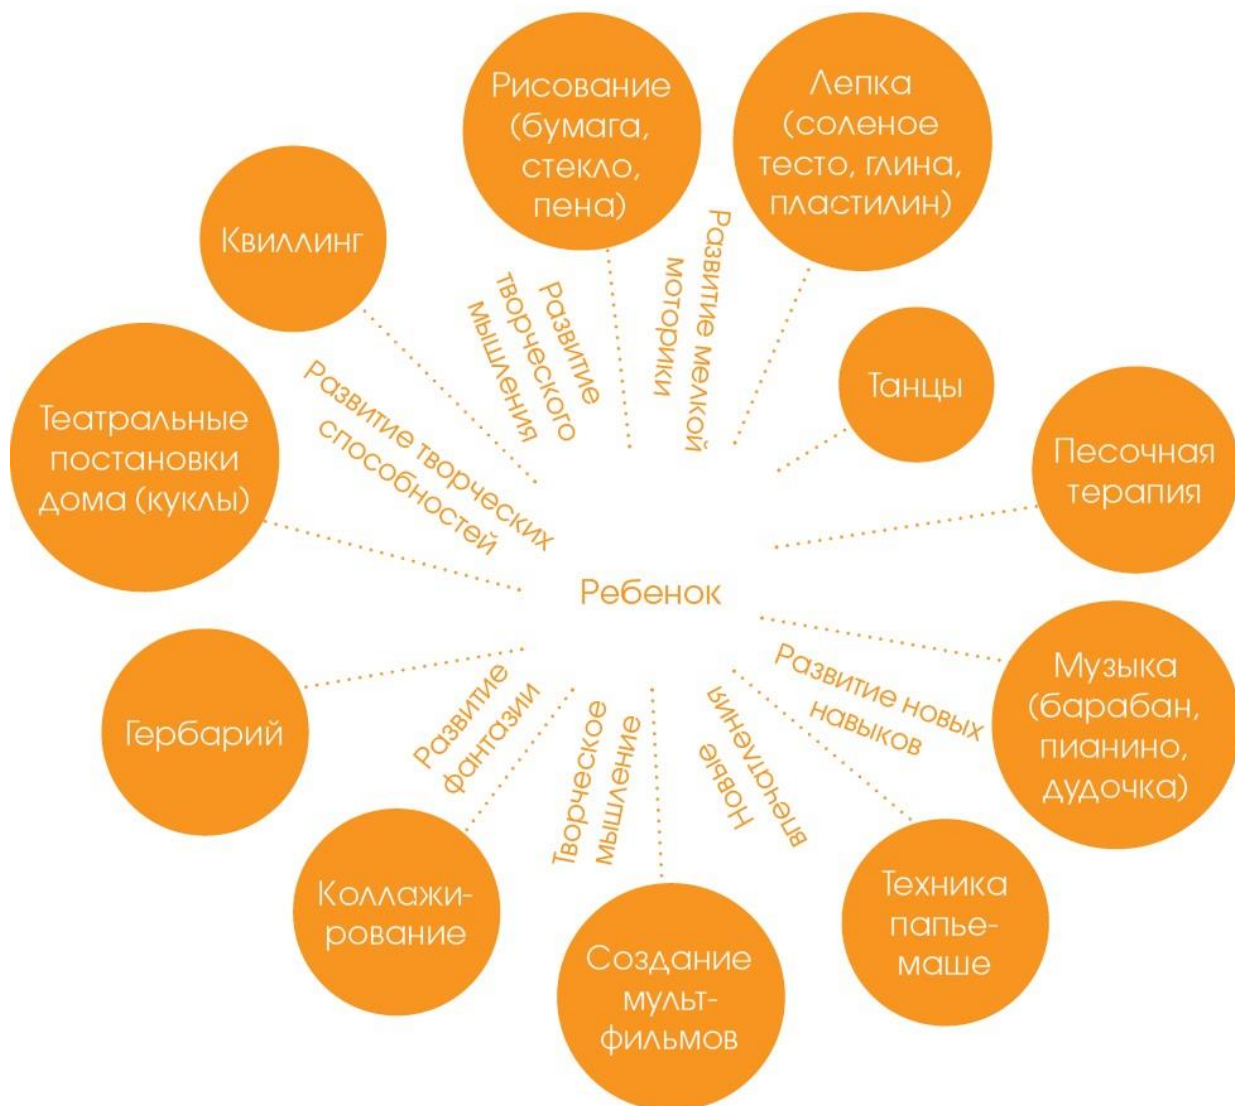 Рисование
(бумага,
стекло,
пена)
Лепка
(соленое
тесто, глина,
пластилин)
Квиллинг
Танцы
Театральные
постановки
дома (куклы)
Песочная
терапия
Развитие
творческого
мышления
Развитие мелкой
моторики
Развитие творческих
способностей
Ребенок
Гербарий
Развитие
фантазии
Творческое
мышление
Новые
впечатления
Развитие новых
навыков
Музыка
(барабан,
пианино,
дудочка)
Коллажи-
рование
Создание
мульт-
фильмов
Техника
папье-
маше